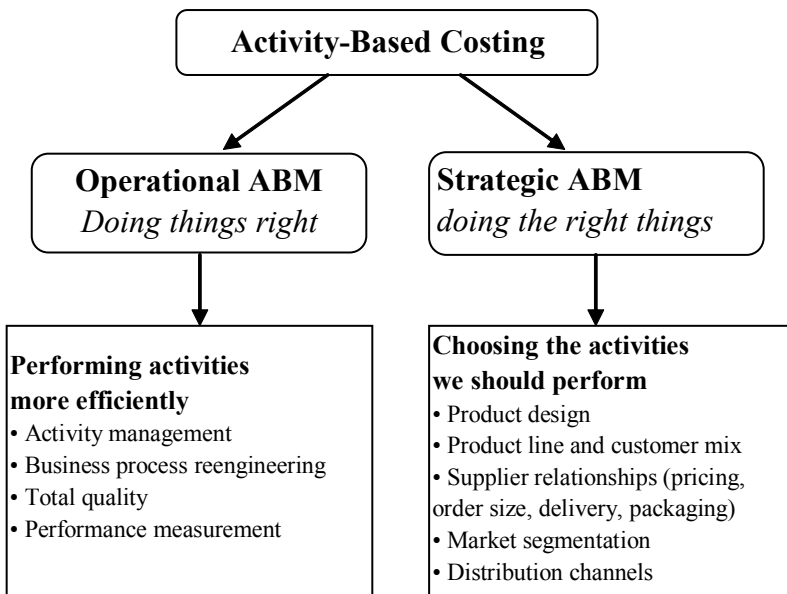 Activity-Based Costing
Operational ABM
Doing things right
Strategic ABM
doing the right things
Performing activities
more efficiently
• Activity management
• Business process reengineering
• Total quality
• Performance measurement
Choosing the activities
we should perform
• Product design
• Product line and customer mix
• Supplier relationships (pricing,
order size, delivery, packaging)
• Market segmentation
• Distribution channels